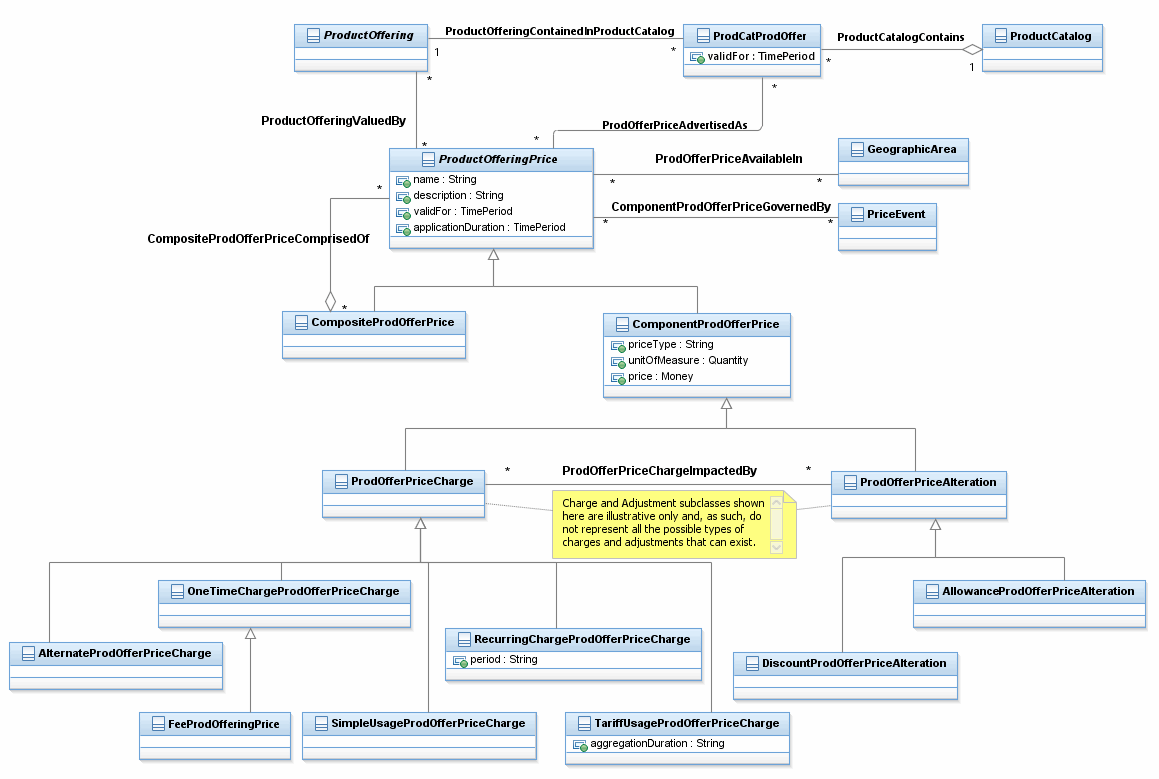 ProductOffering
ProductOfferingContainedInProductCatalog
1
*
ProdCatProdOffer
validFor : TimePeriod
ProductCatalogContains
*
1
ProductCatalog
*
ProductOfferingValuedBy
*
*
ProdOfferPriceAdvertisedAs
*
ProductOfferingPrice
name : String
description : String
validFor : TimePeriod
applicationDuration : TimePeriod
ProdOfferPriceAvailableIn
*
*
GeographicArea
ComponentProdOfferPriceGovernedBy
*
*
PriceEvent
*
CompositeProdOfferPriceComprisedOf
*
CompositeProdOfferPrice
ComponentProdOfferPrice
priceType : String
unitOfMeasure : Quantity
price : Money
ProdOfferPriceCharge
*
ProdOfferPriceChargeImpactedBy
*
ProdOfferPriceAlteration
Charge and Adjustment subclasses shown
here are illustrative only and, as such, do
not represent all the possible types of
charges and adjustments that can exist.
OneTimeChargeProdOfferPriceCharge
AllowanceProdOfferPriceAlteration
AlternateProdOfferPriceCharge
RecurringChargeProdOfferPriceCharge
period : String
DiscountProdOfferPriceAlteration
FeeProdOfferingPrice
SimpleUsageProdOfferPriceCharge
TariffUsageProdOfferPriceCharge
aggregationDuration : String